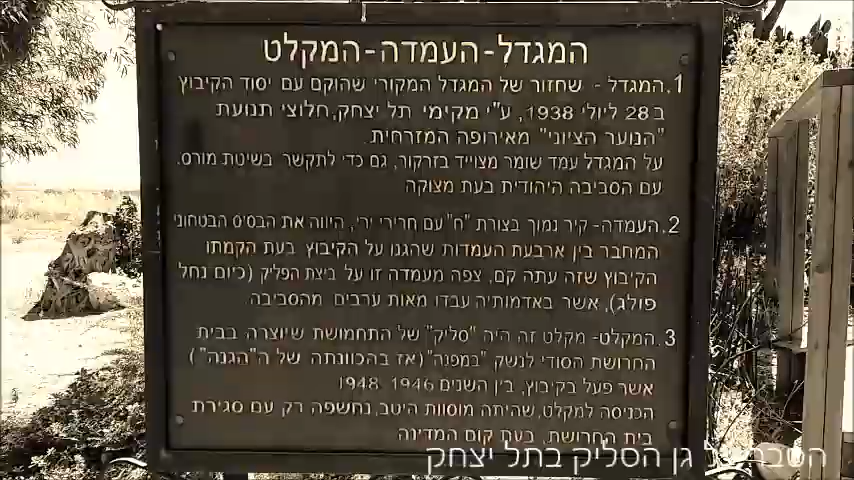 המגדל-העמדה-המקלט
1. המגדל - שחזור של המגדל המקורי שהוקם עם יסוד הקיבוץ
ב 28 ליולי 1938, ע"י מקימי תל יצחק,חלוצי תנועת
"הנוער הציוני" מאירופה המזרחית.
על המגדל עמד שומר מצוייד בזרקור, גם כדי לתקשר בשיטת מורס,
עם הסביבה היהודית בעת מצוקה
2. העמדה- קיר נמוך בצורת "ח" עם חרירי ירי, היווה את הבסיס הבטחוני
המחבר בין ארבעת העמדות שהגנו על הקיבוץ בעת הקמתו
הקיבוץ שזה עתה קם, צפה מעמדה זו על ביצת הפליק (כיום נחל
פולג), אשר באדמותיה עבדו מאות ערבים מהסביבה.
3. המקלט- מקלט זה היה "סליק" של התחמושת שיוצרה בבית
החרושת הסודי לנשק "במפנה" (אז בהכוונתה של ה"הגנה")
אשר פעל בקיבוץ, בין השנים 1946 1948.
הכניסה למקלט,שהיתה מוסוות היטב,נחשפה רק עם סגירת
בית החרושת, בעת קום המדינה
הסבר על גן הסליק בתל יצחק